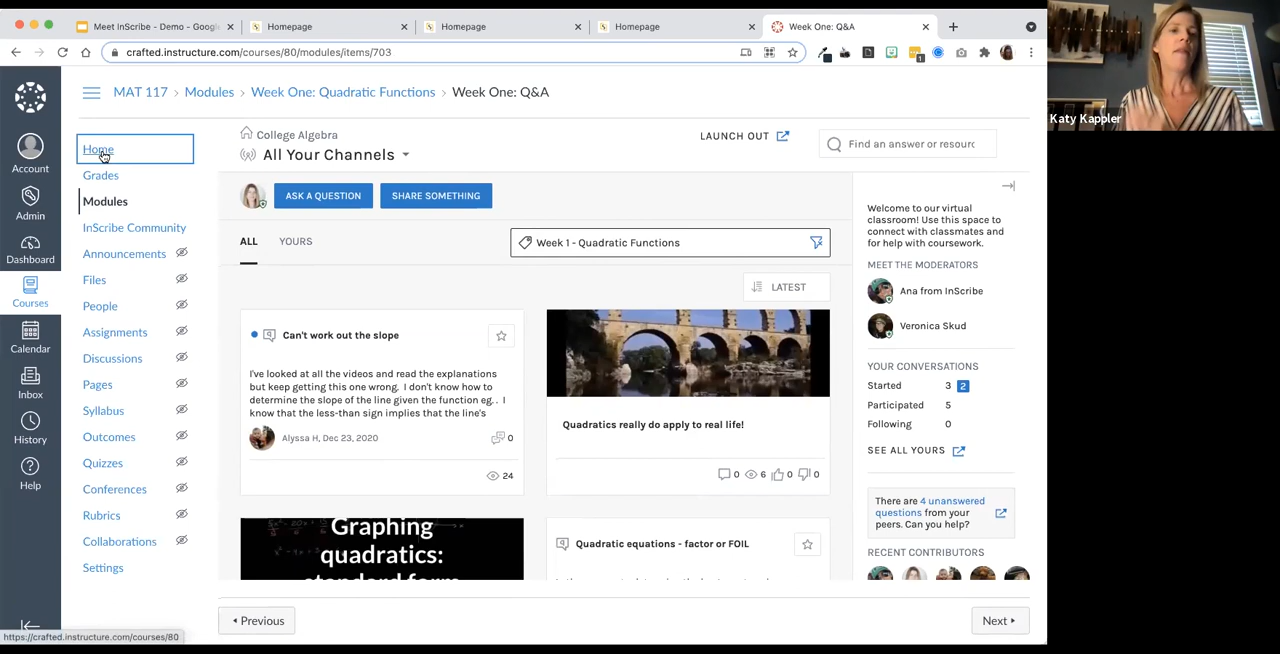 Meet InScribe - Demo - Goog
Homepage
Homepage
Homepage
Week One: Q&A
crafted.instructure.com/courses/80/modules/items/703
1
Katy Kappler
MAT 117 › Modules › Week One: Quadratic Functions › Week One: Q&A
Account
Admin
Dashboard
Courses
Calendar
Inbox
History
Help
Home
Grades
Modules
InScribe Community
Announcements
Files
People
Assignments
Discussions
Pages
Syllabus
Outcomes
Quizzes
Conferences
Rubrics
Collaborations
Settings
College Algebra
All Your Channels
LAUNCH OUT
Find an answer or resourc
ASK A QUESTION
SHARE SOMETHING
ALL
YOURS
Week 1 - Quadratic Functions
LATEST
Can't work out the slope
I've looked at all the videos and read the explanations
but keep getting this one wrong. I don't know how to
determine the slope of the line given the function eg. . I
know that the less-than sign implies that the line's
Alyssa H, Dec 23, 2020
0
24
Quadratics really do apply to real life!
0 6 0 0
Graphing
quadratics:
standard form
Quadratic equations - factor or FOIL
Welcome to our virtual
classroom! Use this space to
connect with classmates and
for help with coursework.
MEET THE MODERATORS
Ana from InScribe
Veronica Skud
YOUR CONVERSATIONS
Started 3 2
Participated 5
Following 0
SEE ALL YOURS
There are 4 unanswered
questions from your
peers. Can you help?
RECENT CONTRIBUTORS
Previous
Next
https://crafted.instructure.com/courses/80